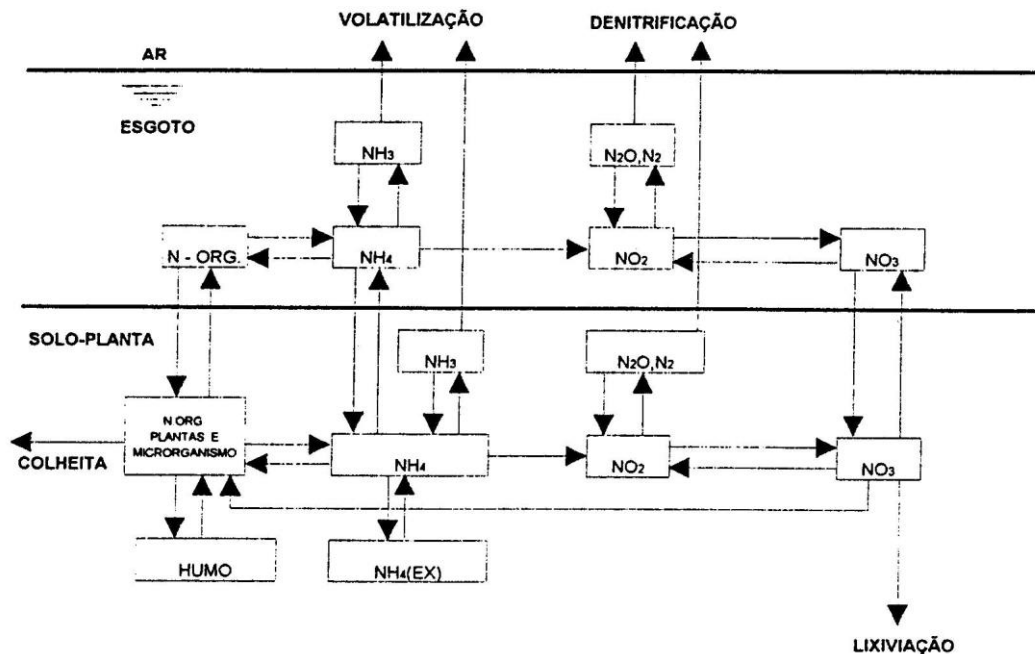 VOLATILIZAÇÃO
DENITRIFICAÇÃO
AR
ESGOTO
NH₃
N₂O,N₂
N - ORG.
NH₄
NO₂
NO₃
SOLO-PLANTA
NH₃
N₂O,N₂
N ORG
PLANTAS E
MICRORGANISMO
COLHEITA
NH₄
NO₂
NO₃
HUMO
NH₄(EX)
LIXIVIAÇÃO